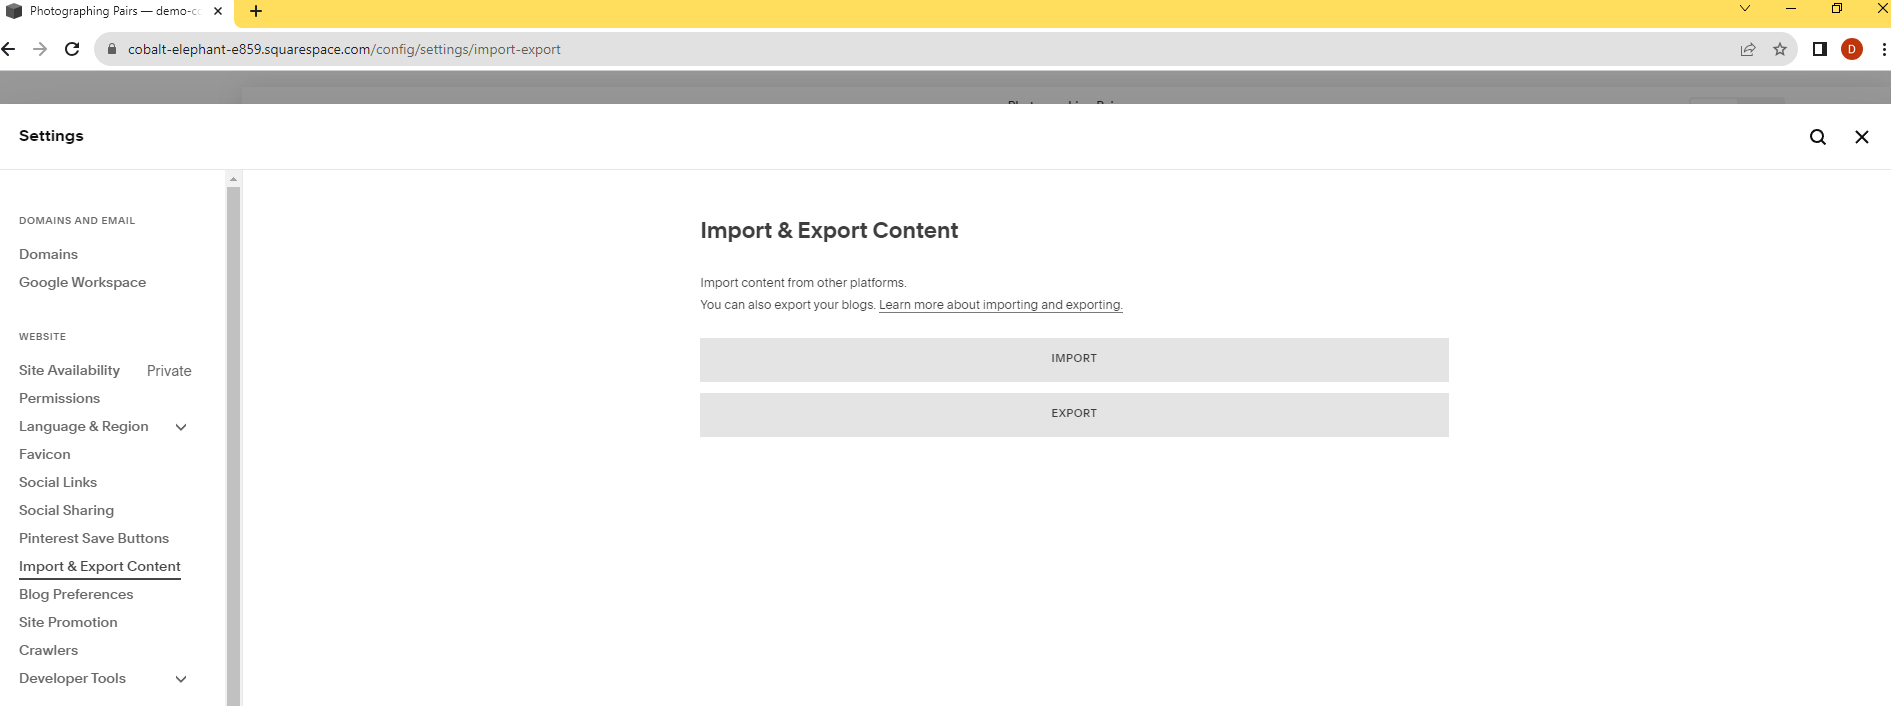 Photographing Pairs — demo-c
cobalt-elephant-e859.squarespace.com/config/settings/import-export
D
Settings
DOMAINS AND EMAIL
Domains
Google Workspace
WEBSITE
Site Availability Private
Permissions
Language & Region
Favicon
Social Links
Social Sharing
Pinterest Save Buttons
Import & Export Content
Blog Preferences
Site Promotion
Crawlers
Developer Tools
Import & Export Content
Import content from other platforms.
You can also export your blogs. Learn more about importing and exporting.
IMPORT
EXPORT